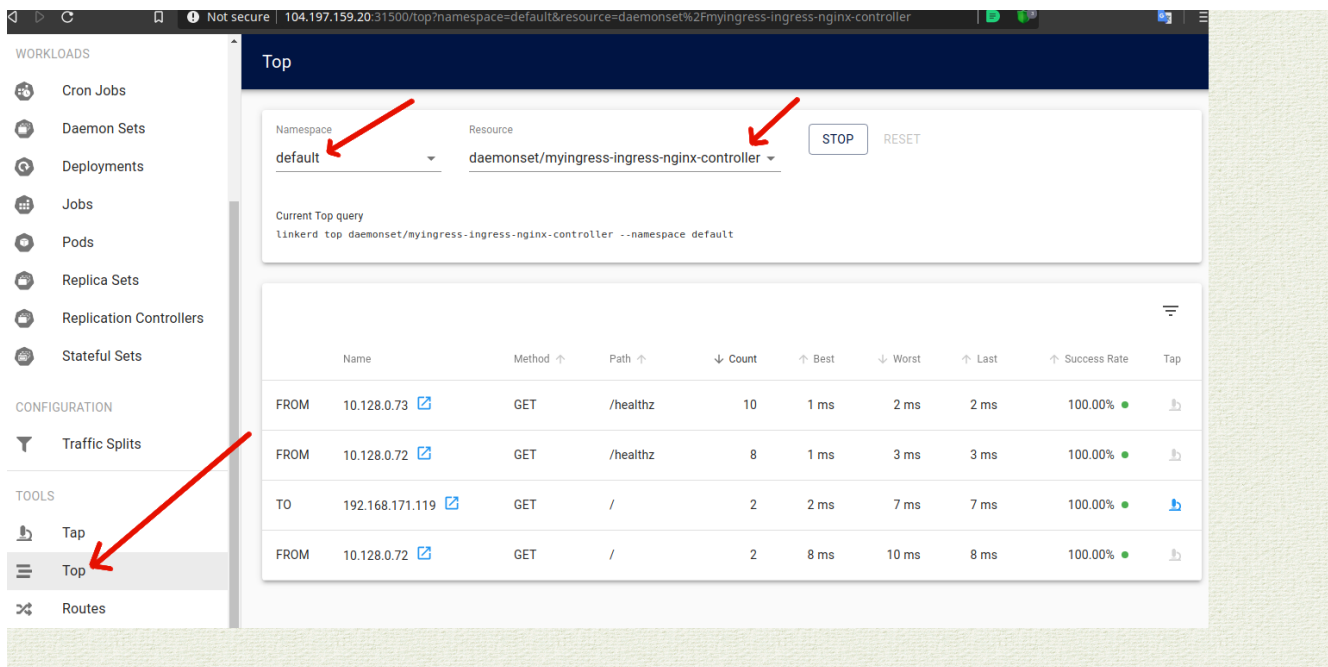 Not secure 104.197.159.20:31500/top?namespace=default&resource=daemonset%2Fmyingress-ingress-nginx-controller
WORKLOADS
Cron Jobs
Daemon Sets
Deployments
Jobs
Pods
Replica Sets
Replication Controllers
Stateful Sets
CONFIGURATION
Traffic Splits
TOOLS
Tap
Top
Routes
Top
Namespace Resource
default daemonset/myingress-ingress-nginx-controller STOP RESET
Current Top query
linkerd top daemonset/myingress-ingress-nginx-controller --namespace default
Name Method Path Count Best Worst Last Success Rate Tap
FROM 10.128.0.73 GET /healthz 10 1 ms 2 ms 2 ms 100.00%
FROM 10.128.0.72 GET /healthz 8 1 ms 3 ms 3 ms 100.00%
TO 192.168.171.119 GET / 2 2 ms 7 ms 7 ms 100.00%
FROM 10.128.0.72 GET / 2 8 ms 10 ms 8 ms 100.00%